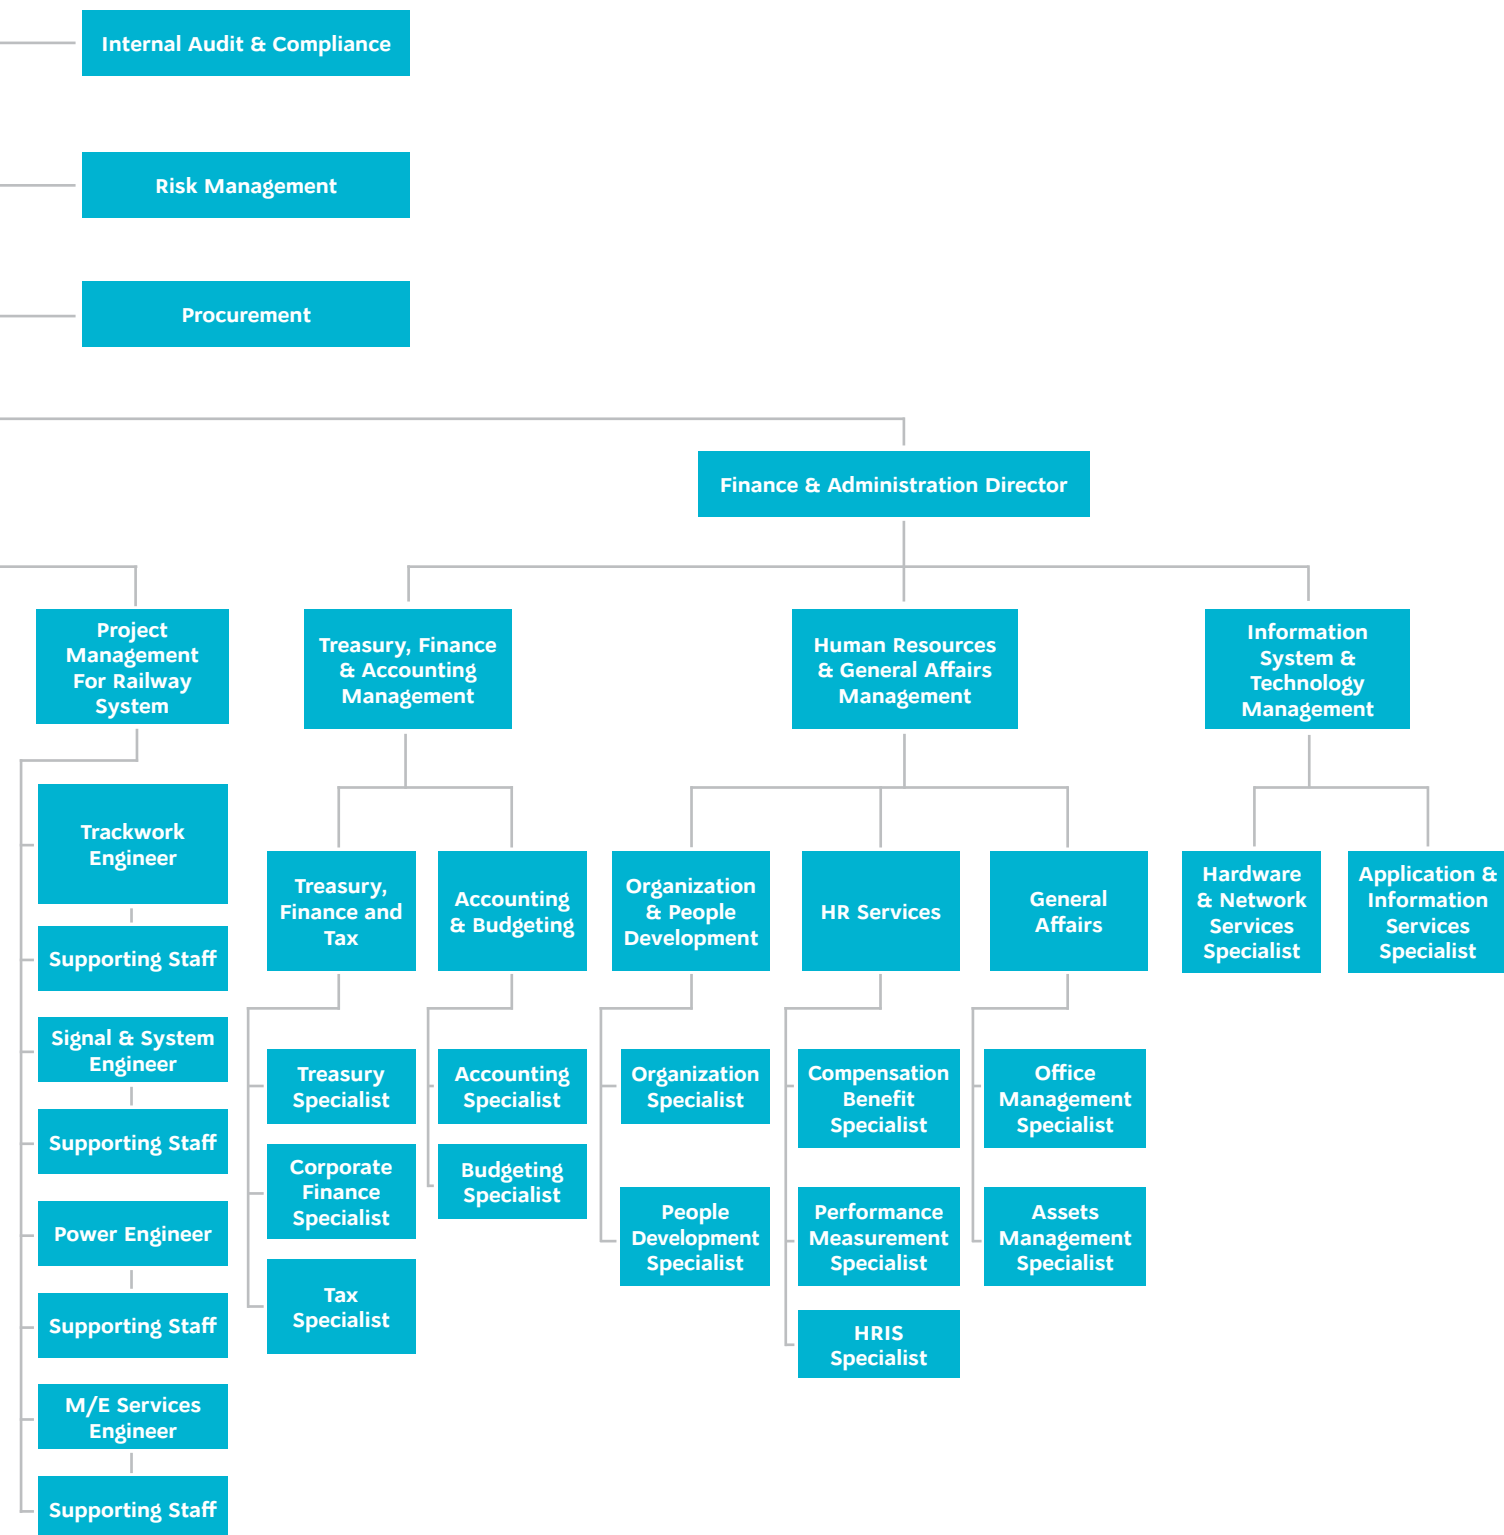 Internal Audit & Compliance
Risk Management
Procurement
Finance & Administration Director
Project
Management
For Railway
System
Treasury, Finance
& Accounting
Management
Human Resources
& General Affairs
Management
Information
System &
Technology
Management
Trackwork
Engineer
Supporting Staff
Signal & System
Engineer
Supporting Staff
Power Engineer
Supporting Staff
M/E Services
Engineer
Supporting Staff
Treasury,
Finance and
Tax
Accounting
& Budgeting
Organization
& People
Development
HR Services
General
Affairs
Hardware
& Network
Services
Specialist
Application &
Information
Services
Specialist
Treasury
Specialist
Corporate
Finance
Specialist
Tax
Specialist
Accounting
Specialist
Budgeting
Specialist
Organization
Specialist
People
Development
Specialist
Compensation
Benefit
Specialist
Performance
Measurement
Specialist
HRIS
Specialist
Office
Management
Specialist
Assets
Management
Specialist